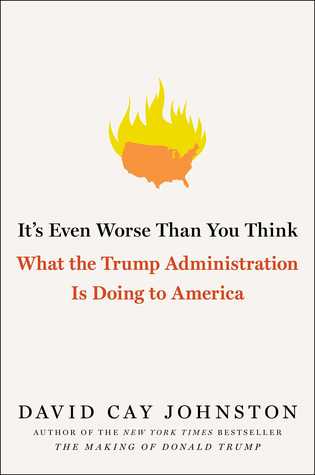 It's Even Worse Than You Think
What the Trump Administration
Is Doing to America
DAVID CAY JOHNSTON
AUTHOR OF THE NEW YORK TIMES BESTSELLER
THE MAKING OF DONALD TRUMP